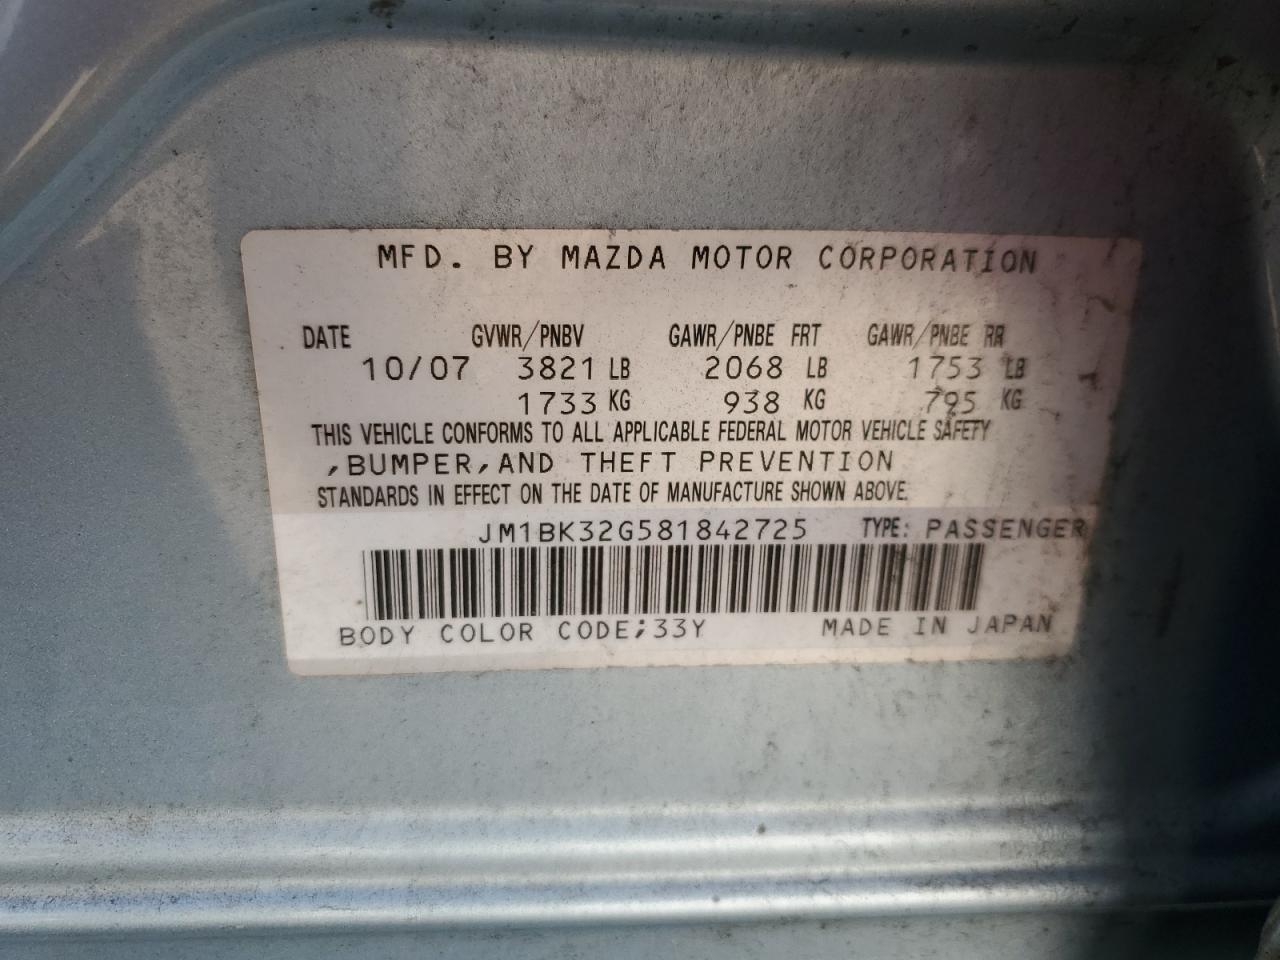 MFD. BY MAZDA MOTOR CORPORATION
DATE GVWR/PNBV GAWR/PNBE FRT GAWR/PNBE RR
10/07 3821 LB 2068 LB 1753 LB
1733 KG 938 KG 795 KG
THIS VEHICLE CONFORMS TO ALL APPLICABLE FEDERAL MOTOR VEHICLE SAFETY
,BUMPER,AND THEFT PREVENTION
STANDARDS IN EFFECT ON THE DATE OF MANUFACTURE SHOWN ABOVE.
JM1BK32G581842725 TYPE: PASSENGER
BODY COLOR CODE;33Y MADE IN JAPAN